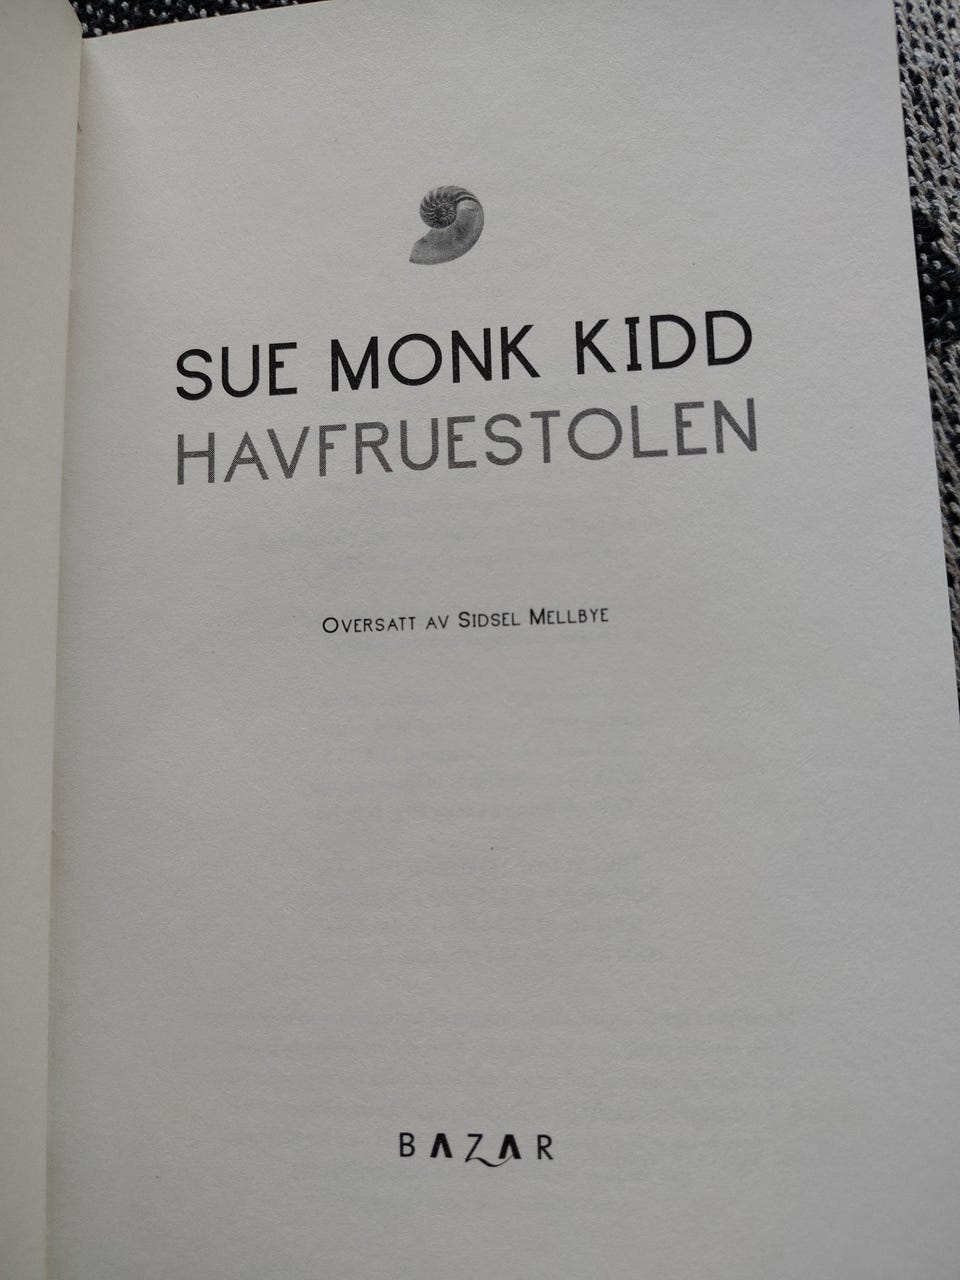 SUE MONK KIDD
HAVFRUESTOLEN
OVERSATT AV SIDSEL MELLBYE
BAZAR